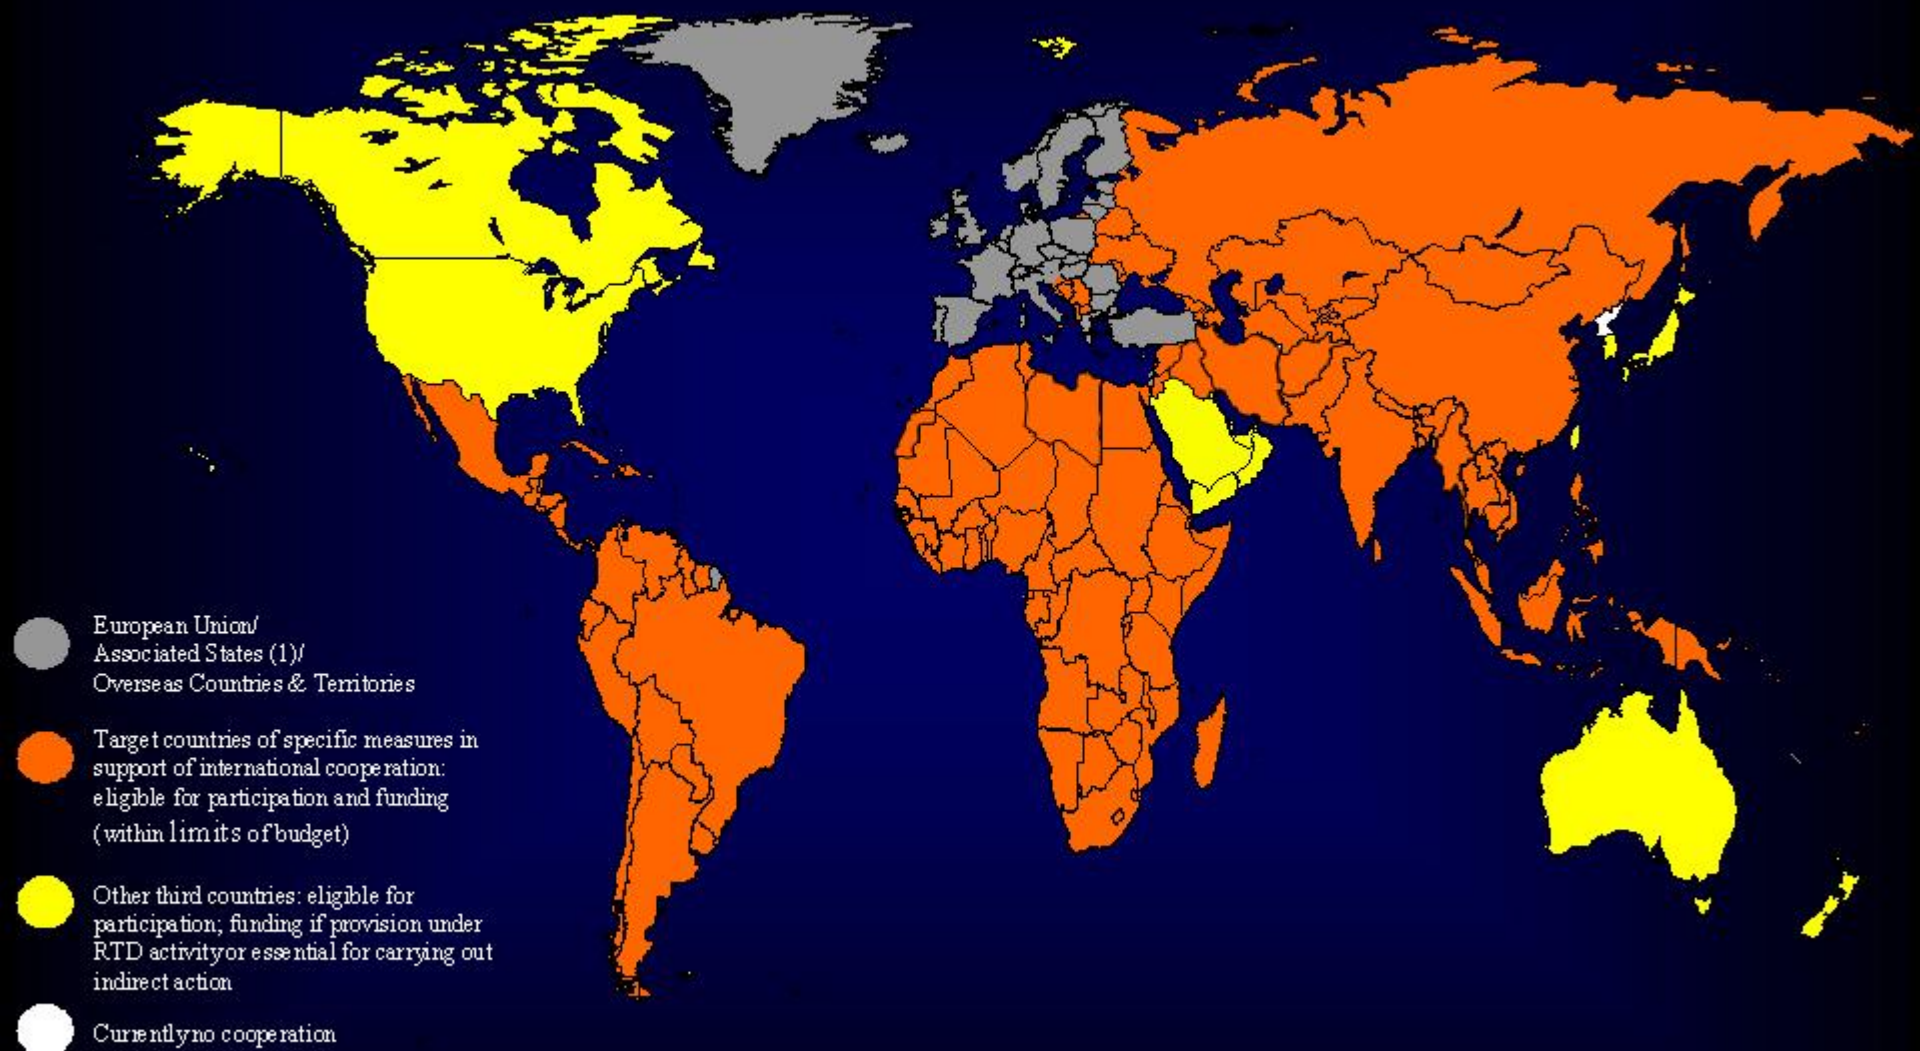 European Union/
Associated States (1)/
Overseas Countries & Territories
Target countries of specific measures in
support of international cooperation:
eligible for participation and funding
(within limits of budget)
Other third countries: eligible for
participation; funding if provision under
RTD activity or essential for carrying out
indirect action
Currently no cooperation